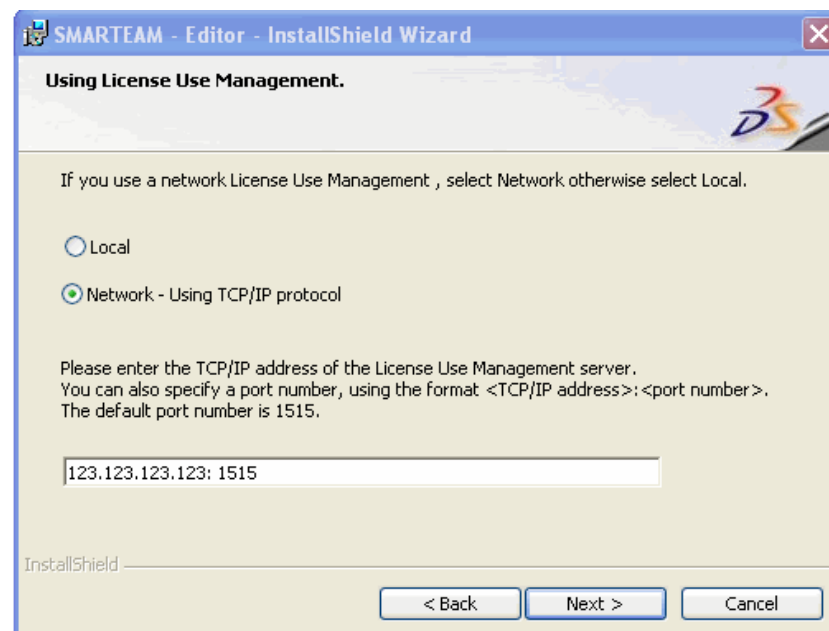 SMARTEAM - Editor - InstallShield Wizard
Using License Use Management.
If you use a network License Use Management , select Network otherwise select Local.
Local
Network - Using TCP/IP protocol
Please enter the TCP/IP address of the License Use Management server.
You can also specify a port number, using the format <TCP/IP address>:<port number>.
The default port number is 1515.
123.123.123.123: 1515
InstallShield
< Back
Next >
Cancel